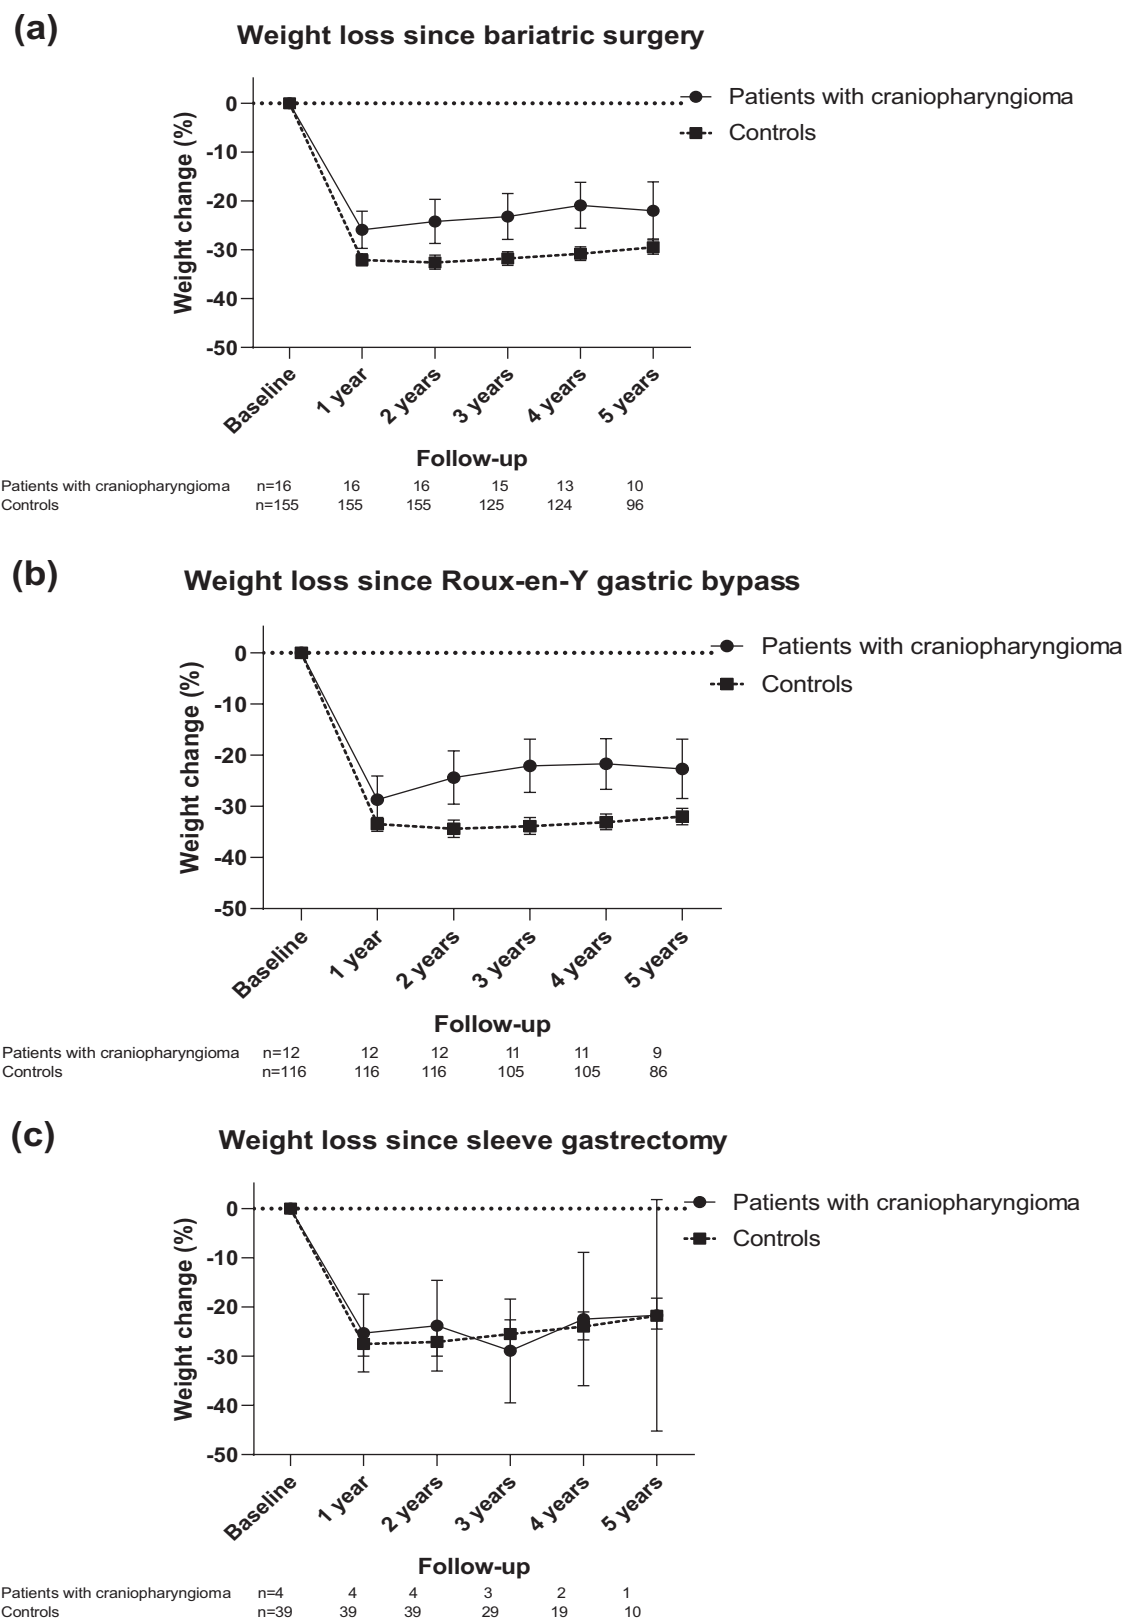 (a)
Weight loss since bariatric surgery
Patients with craniopharyngioma
Controls
Weight change (%)
0
-10
-20
-30
-40
-50
Baseline
1 year
2 years
3 years
4 years
5 years
Follow-up
Patients with craniopharyngioma n=16 16 16 15 13 10
Controls n=155 155 155 125 124 96
(b)
Weight loss since Roux-en-Y gastric bypass
Patients with craniopharyngioma
Controls
Weight change (%)
0
-10
-20
-30
-40
-50
Baseline
1 year
2 years
3 years
4 years
5 years
Follow-up
Patients with craniopharyngioma n=12 12 12 11 11 9
Controls n=116 116 116 105 105 86
(c)
Weight loss since sleeve gastrectomy
Patients with craniopharyngioma
Controls
Weight change (%)
0
-10
-20
-30
-40
-50
Baseline
1 year
2 years
3 years
4 years
5 years
Follow-up
Patients with craniopharyngioma n=4 4 4 3 2 1
Controls n=39 39 39 29 19 10